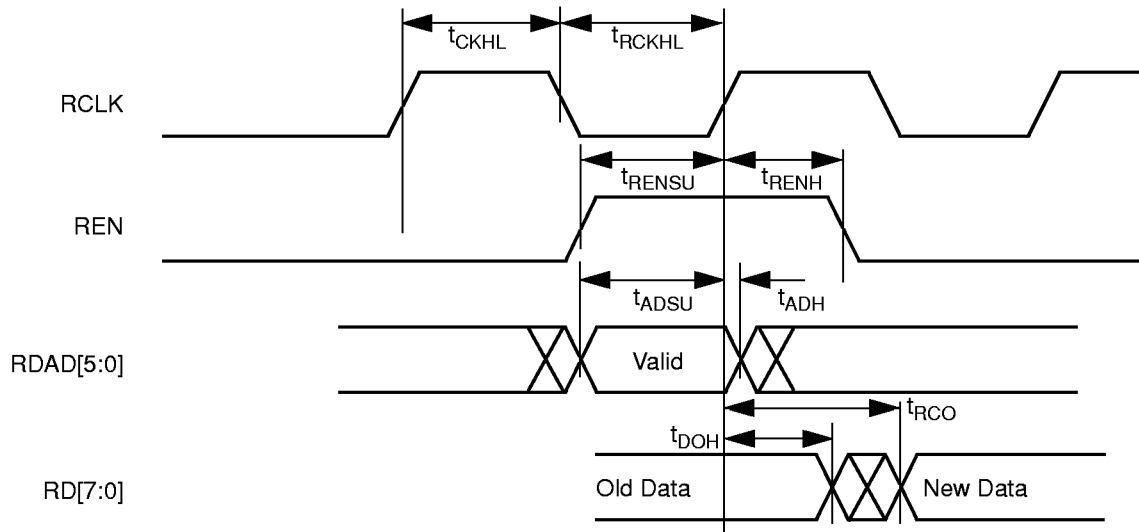 tCKHL tRCKHL
RCLK
tRENSU tRENH
REN
tADSU tADH
RDAD[5:0] Valid
tRCO
tDOH
RD[7:0] Old Data New Data